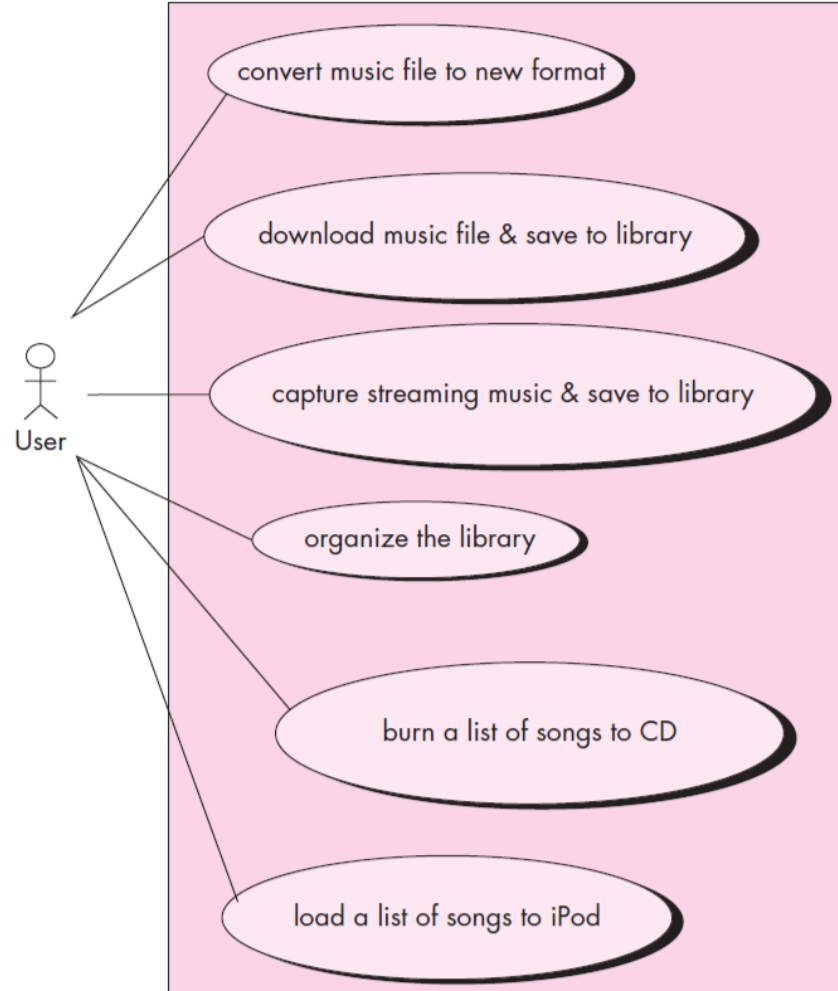 convert music file to new format
download music file & save to library
capture streaming music & save to library
User
organize the library
burn a list of songs to CD
load a list of songs to iPod